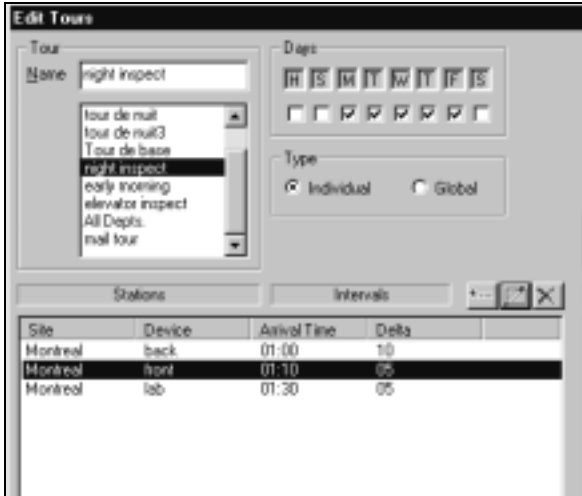 Edit Tours
Tour
Name night inspect
tour de nuit
tour de nuit3
Tour de base
night inspect
early morning
elevator inspect
All Depts.
mail tour
Days
H S M T W T F S
Type
Individual Global
Stations Intervals
Site Device Arrival Time Delta
Montreal back 01:00 10
Montreal front 01:10 05
Montreal lab 01:30 05